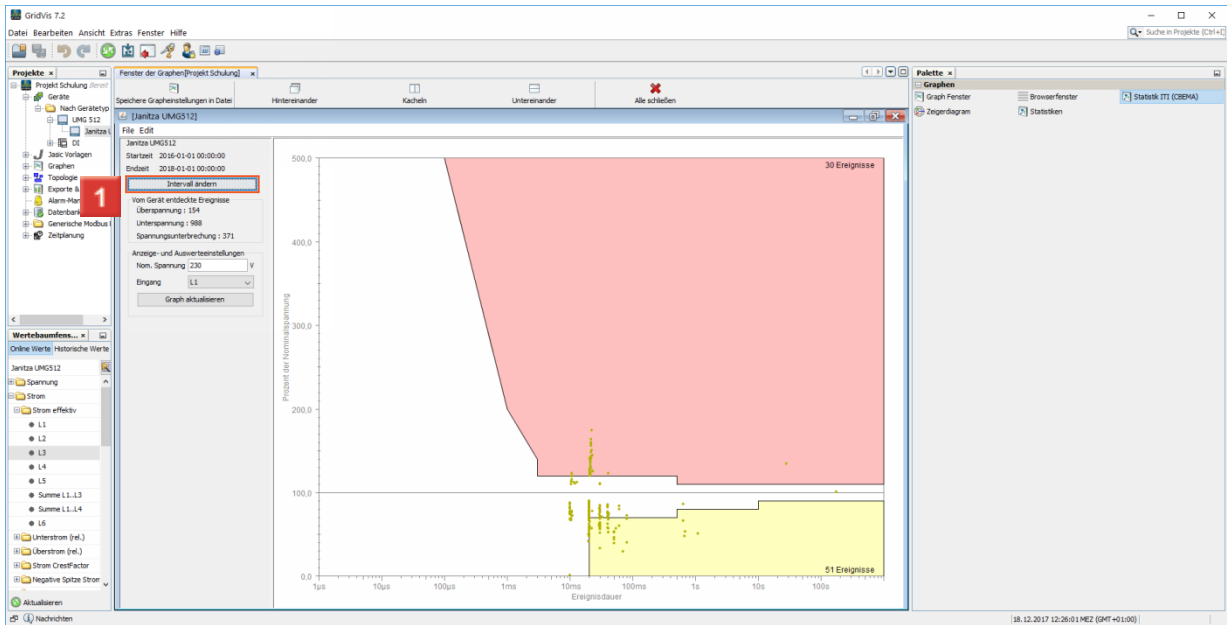 GridVis 7.2
Datei Bearbeiten Ansicht Extras Fenster Hilfe
Suche in Projekte (Ctrl+I)
Projekte
Projekt Schulung Bereit
Geräte
Nach Gerätetyp
UMG 512
Janitza U
DI
Jasic Vorlagen
Graphen
Topologie
Exporte &
Alarm-Man
Datenbank
Generische Modbus
Zeitplanung
1
Wertebaumfens...
Online Werte Historische Werte
Janitza UMG512
Spannung
Strom
Strom effektiv
L1
L2
L3
L4
L5
Summe L1..L3
Summe L1..L4
L6
Unterstrom (rel.)
Überstrom (rel.)
Strom CrestFactor
Negative Spitze Strom
Aktualisieren
Nachrichten
Fenster der Graphen[Projekt Schulung]
Speichere Grapheinstellungen in Datei
Hintereinander
Kacheln
Untereinander
Alle schließen
[Janitza UMG512]
File Edit
Janitza UMG512
Startzeit 2016-01-01 00:00:00
Endzeit 2018-01-01 00:00:00
Intervall ändern
Vom Gerät entdeckte Ereignisse
Überspannung : 154
Unterspannung : 988
Spannungsunterbrechung : 371
Anzeige- und Auswerteeinstellungen
Nom. Spannung 230 V
Eingang L1
Graph aktualisieren
Prozent der Nominalspannung
500,0
400,0
300,0
200,0
100,0
0,0
30 Ereignisse
51 Ereignisse
1µs 10µs 100µs 1ms 10ms 100ms 1s 10s 100s
Ereignisdauer
Palette
Graphen
Graph Fenster
Browserfenster
Statistik ITI (CBEMA)
Zeigerdiagram
Statistiken
18.12.2017 12:26:01 MEZ (GMT+01:00)